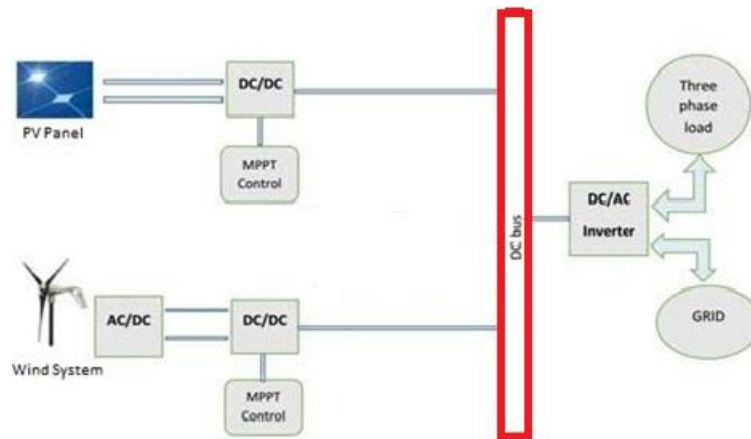 DC/DC
PV Panel
MPPT
Control
Three
phase
load
DC/AC
Inverter
DC bus
AC/DC
DC/DC
GRID
Wind System
MPPT
Control